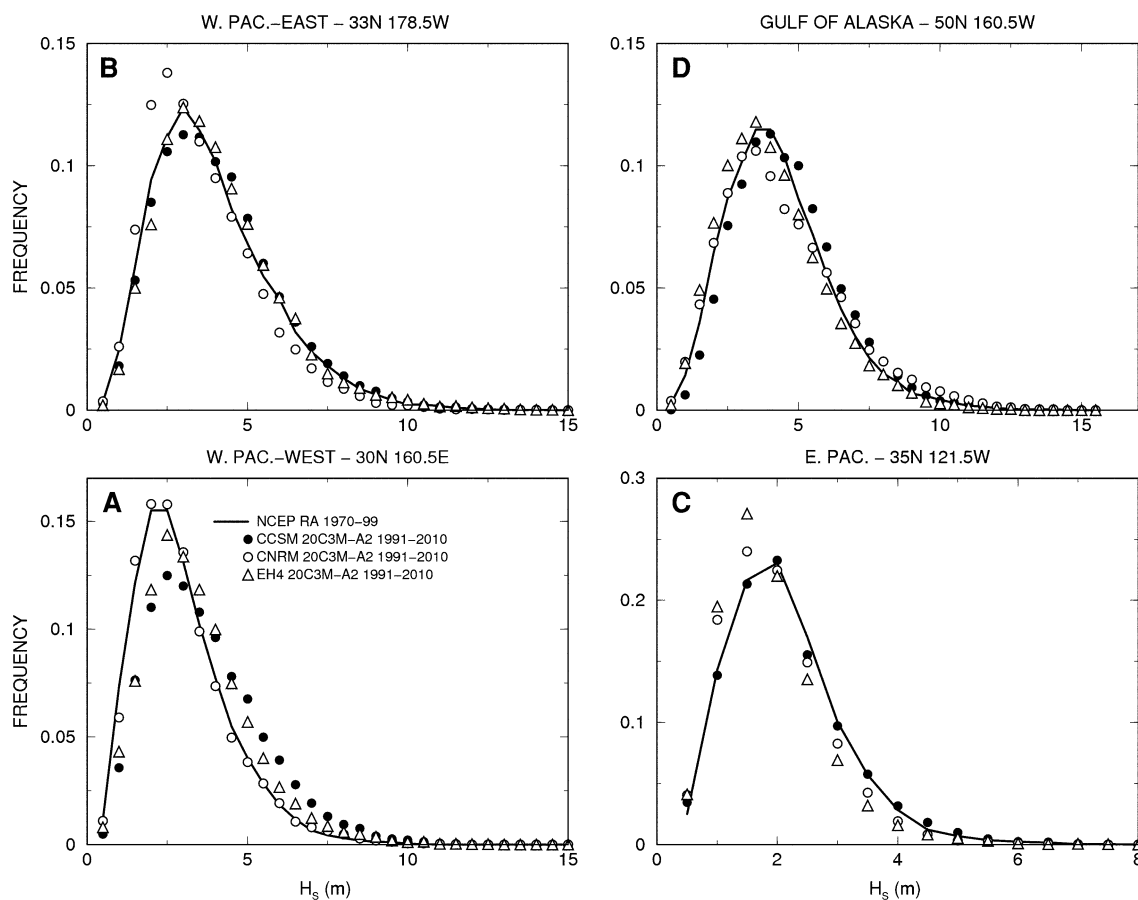 W. PAC.–EAST – 33N 178.5W
B
0.15
0.1
0.05
0
FREQUENCY
0 5 10 15
GULF OF ALASKA – 50N 160.5W
D
0.15
0.1
0.05
0
FREQUENCY
0 5 10 15
W. PAC.–WEST – 30N 160.5E
A
NCEP RA 1970–99
CCSM 20C3M–A2 1991–2010
CNRM 20C3M–A2 1991–2010
EH4 20C3M–A2 1991–2010
0.15
0.1
0.05
0
FREQUENCY
0 5 10 15
HS (m)
E. PAC. – 35N 121.5W
C
0.3
0.2
0.1
0
FREQUENCY
0 2 4 6 8
HS (m)